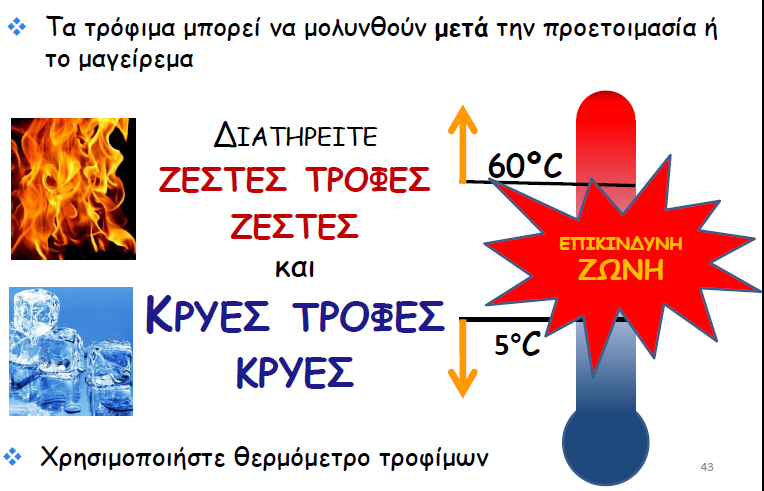 Τα τρόφιμα μπορεί να μολυνθούν μετά την προετοιμασία ή
το μαγείρεμα
ΔΙΑΤΗΡΕΙΤΕ
ΖΕΣΤΕΣ ΤΡΟΦΕΣ
ΖΕΣΤΕΣ
και
ΚΡΥΕΣ ΤΡΟΦΕΣ
ΚΡΥΕΣ
60°C
ΕΠΙΚΙΝΔΥΝΗ
ΖΩΝΗ
5°C
Χρησιμοποιήστε θερμόμετρο τροφίμων
43